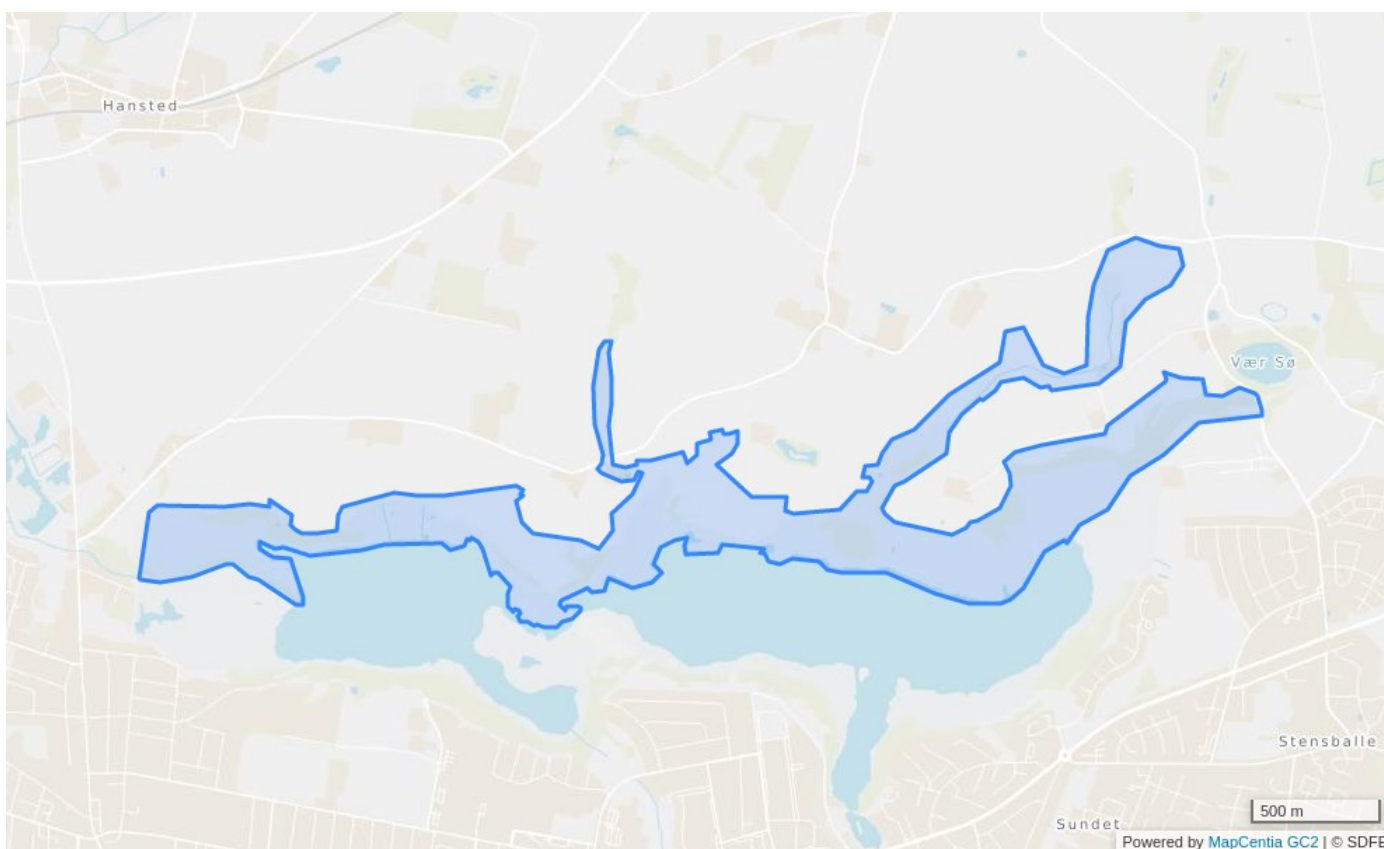 Hansted
Vær Sø
Stensballe
500 m
Sundet
Powered by MapCentia GC2 | © SDFE